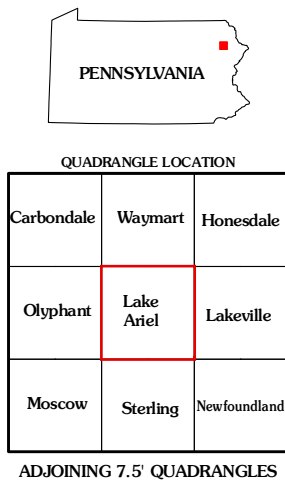 PENNSYLVANIA
QUADRANGLE LOCATION
Carbondale Waymart Honesdale
Olyphant Lake Ariel Lakeville
Moscow Sterling Newfoundland
ADJOINING 7.5' QUADRANGLES